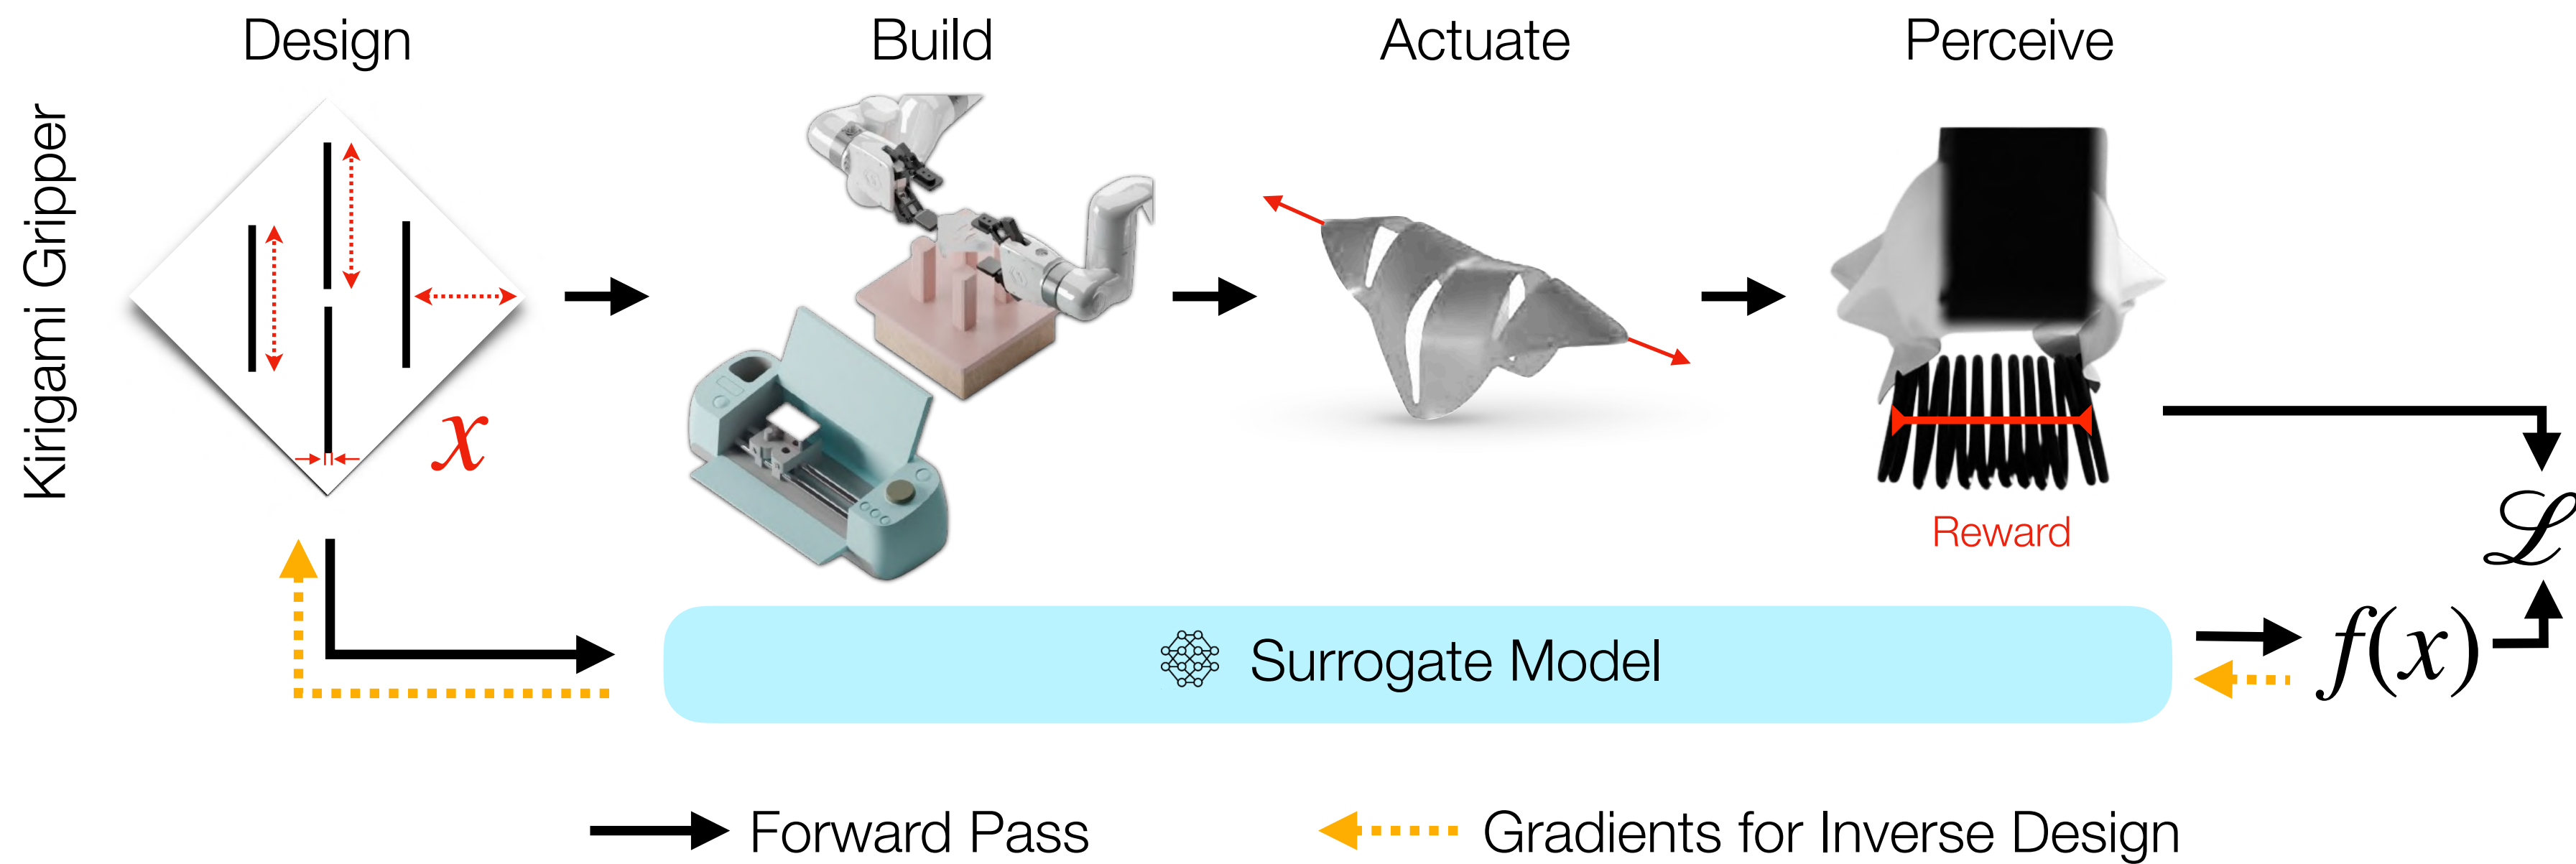 Design
Build
Actuate
Perceive
Kirigami Gripper
x
Reward
ℒ
Surrogate Model
f(x)
Forward Pass
Gradients for Inverse Design